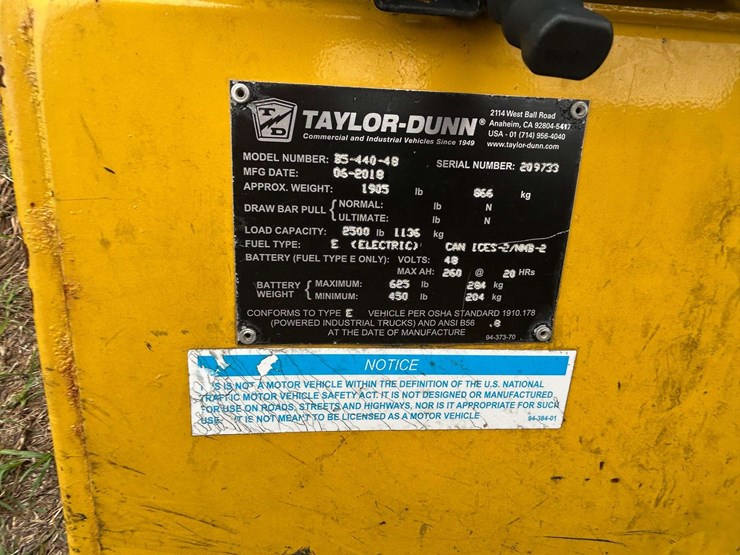 T/D TAYLOR-DUNN®
Commercial and Industrial Vehicles Since 1949
2114 West Ball Road
Anaheim, CA 92804-5417
USA - 01 (714) 956-4040
www.taylor-dunn.com
MODEL NUMBER: B5-440-48 SERIAL NUMBER: 209733
MFG DATE: 06-2018
APPROX. WEIGHT: 1905 lb 866 kg
DRAW BAR PULL { NORMAL: lb N
ULTIMATE: lb N
LOAD CAPACITY: 2500 lb 1136 kg
FUEL TYPE: E (ELECTRIC) CAN ICES-2/NMB-2
BATTERY (FUEL TYPE E ONLY): VOLTS: 48
MAX AH: 260 @ 20 HRs
BATTERY WEIGHT { MAXIMUM: 625 lb 284 kg
MINIMUM: 450 lb 204 kg
CONFORMS TO TYPE E VEHICLE PER OSHA STANDARD 1910.178
(POWERED INDUSTRIAL TRUCKS) AND ANSI B56 .8
AT THE DATE OF MANUFACTURE
94-373-70
NOTICE
IS NOT A MOTOR VEHICLE WITHIN THE DEFINITION OF THE U.S. NATIONAL
TRAFFIC MOTOR VEHICLE SAFETY ACT. IT IS NOT DESIGNED OR MANUFACTURED
FOR USE ON ROADS, STREETS AND HIGHWAYS, NOR IS IT APPROPRIATE FOR SUCH
USE. IT IS NOT MEANT TO BE LICENSED AS A MOTOR VEHICLE
94-384-01